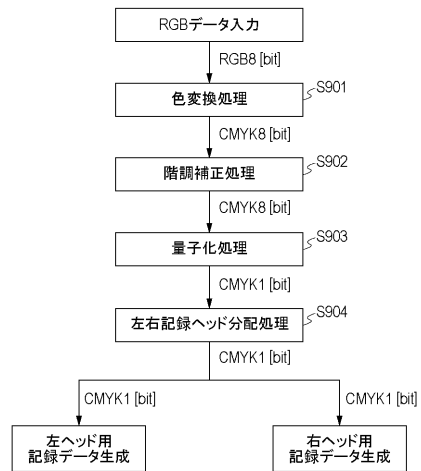 RGBデータ入力
RGB8 [bit]
色変換処理
S901
CMYK8 [bit]
階調補正処理
S902
CMYK8 [bit]
量子化処理
S903
CMYK1 [bit]
左右記録ヘッド分配処理
S904
CMYK1 [bit]
CMYK1 [bit]
CMYK1 [bit]
左ヘッド用
記録データ生成
右ヘッド用
記録データ生成